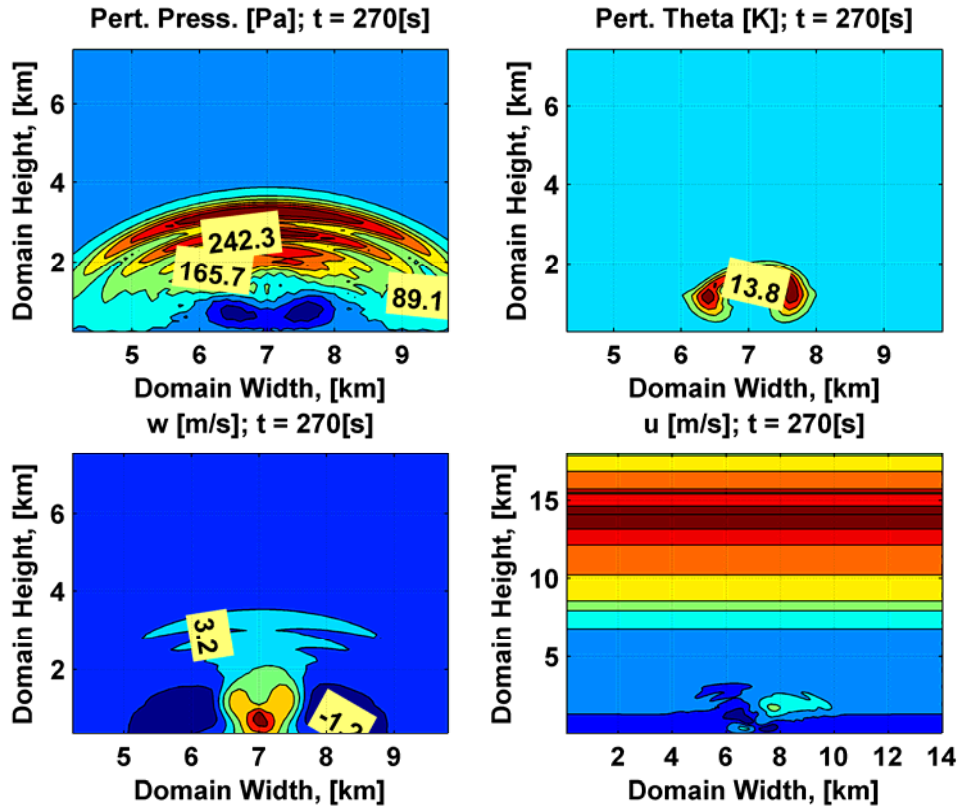 Pert. Press. [Pa]; t = 270[s]
Domain Height, [km]
6
4
2
242.3
165.7
89.1
5 6 7 8 9
Domain Width, [km]
Pert. Theta [K]; t = 270[s]
Domain Height, [km]
6
4
2
13.8
6 7 8 9
Domain Width, [km]
w [m/s]; t = 270[s]
Domain Height, [km]
6
4
2
3.2
-1.2
5 6 7 8 9
Domain Width, [km]
u [m/s]; t = 270[s]
Domain Height, [km]
15
10
5
2 4 6 8 10 12 14
Domain Width, [km]